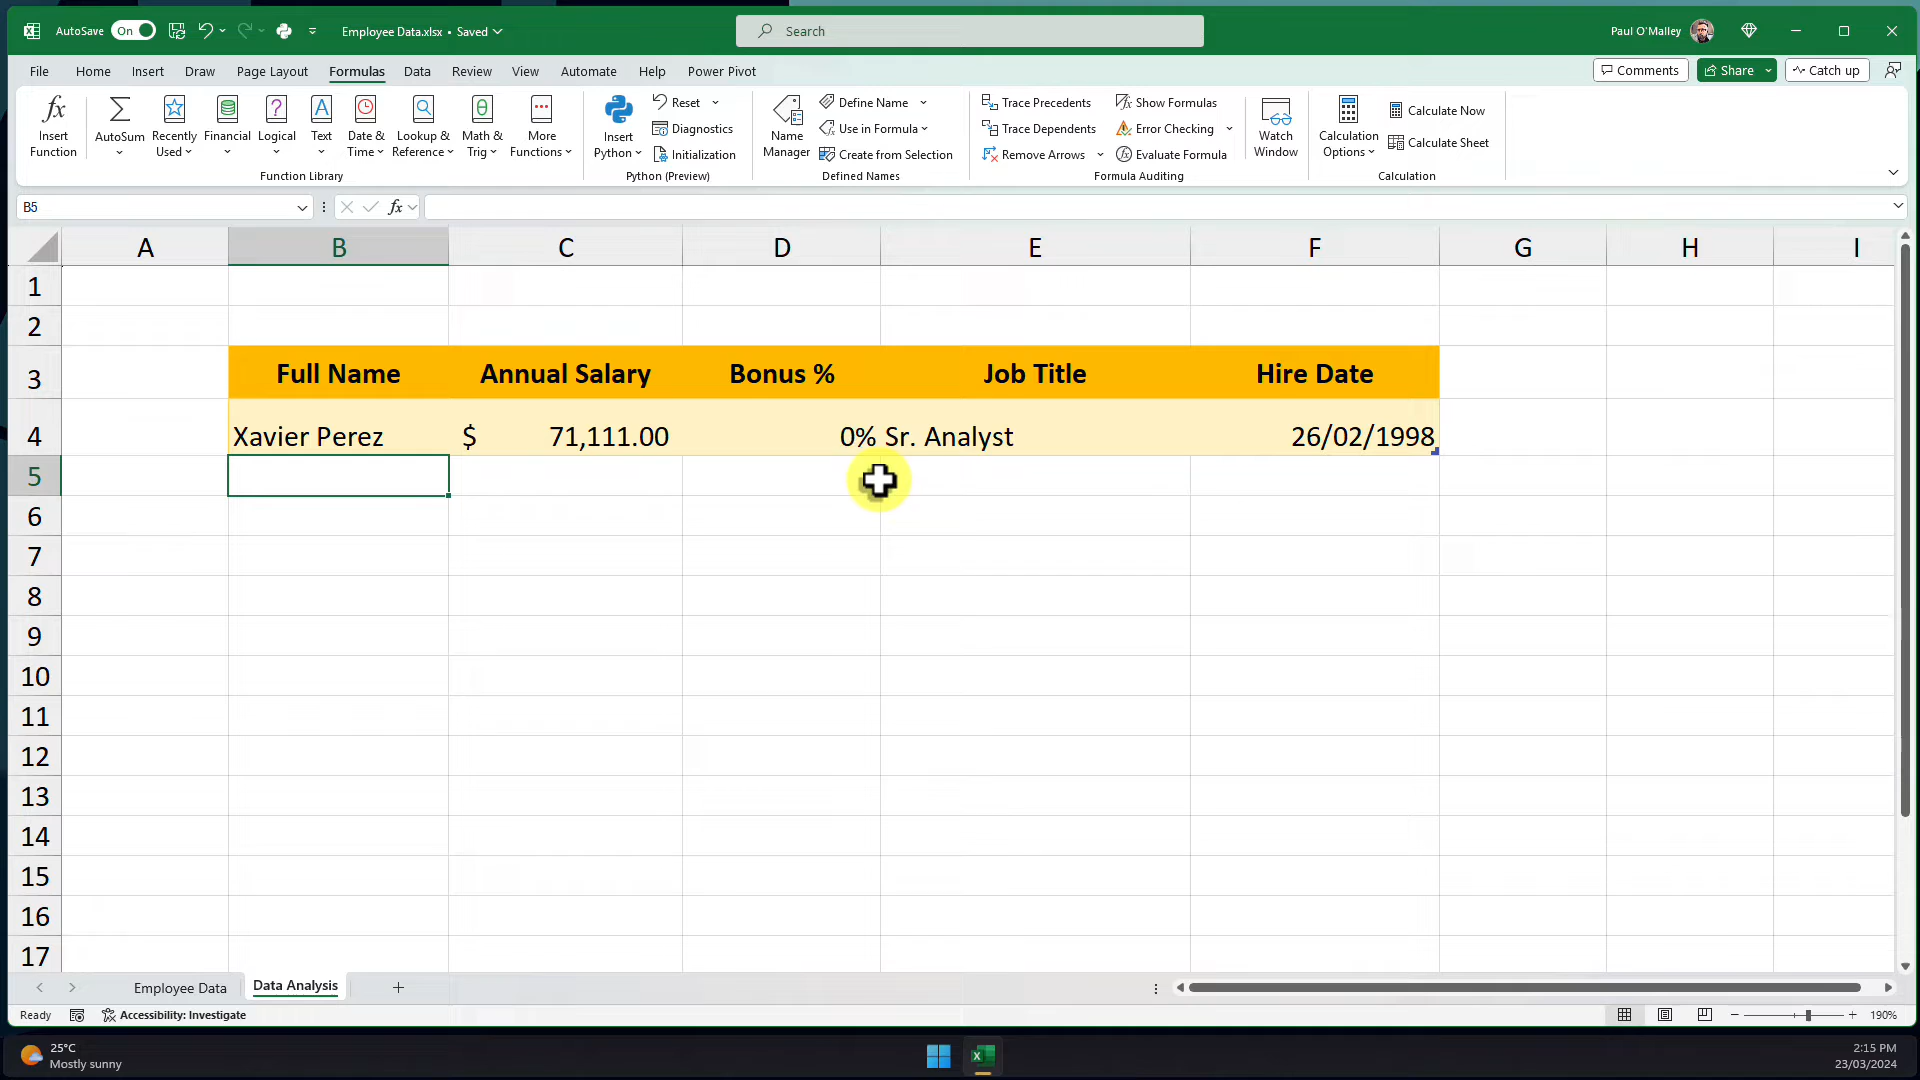 AutoSave On Employee Data.xlsx • Saved Search Paul O'Malley
File Home Insert Draw Page Layout Formulas Data Review View Automate Help Power Pivot Comments Share Catch up
Insert Function
AutoSum
Recently Used
Financial
Logical
Text
Date & Time
Lookup & Reference
Math & Trig
More Functions
Function Library
Insert Python
Reset
Diagnostics
Initialization
Python (Preview)
Name Manager
Define Name
Use in Formula
Create from Selection
Defined Names
Trace Precedents
Trace Dependents
Remove Arrows
Show Formulas
Error Checking
Evaluate Formula
Formula Auditing
Watch Window
Calculation Options
Calculate Now
Calculate Sheet
Calculation
B5 fx
A B C D E F G H I
1
2
3 Full Name Annual Salary Bonus % Job Title Hire Date
4 Xavier Perez $ 71,111.00 0% Sr. Analyst 26/02/1998
5
6
7
8
9
10
11
12
13
14
15
16
17
Employee Data Data Analysis +
Ready Accessibility: Investigate 190%
25°C
Mostly sunny
2:15 PM
23/03/2024